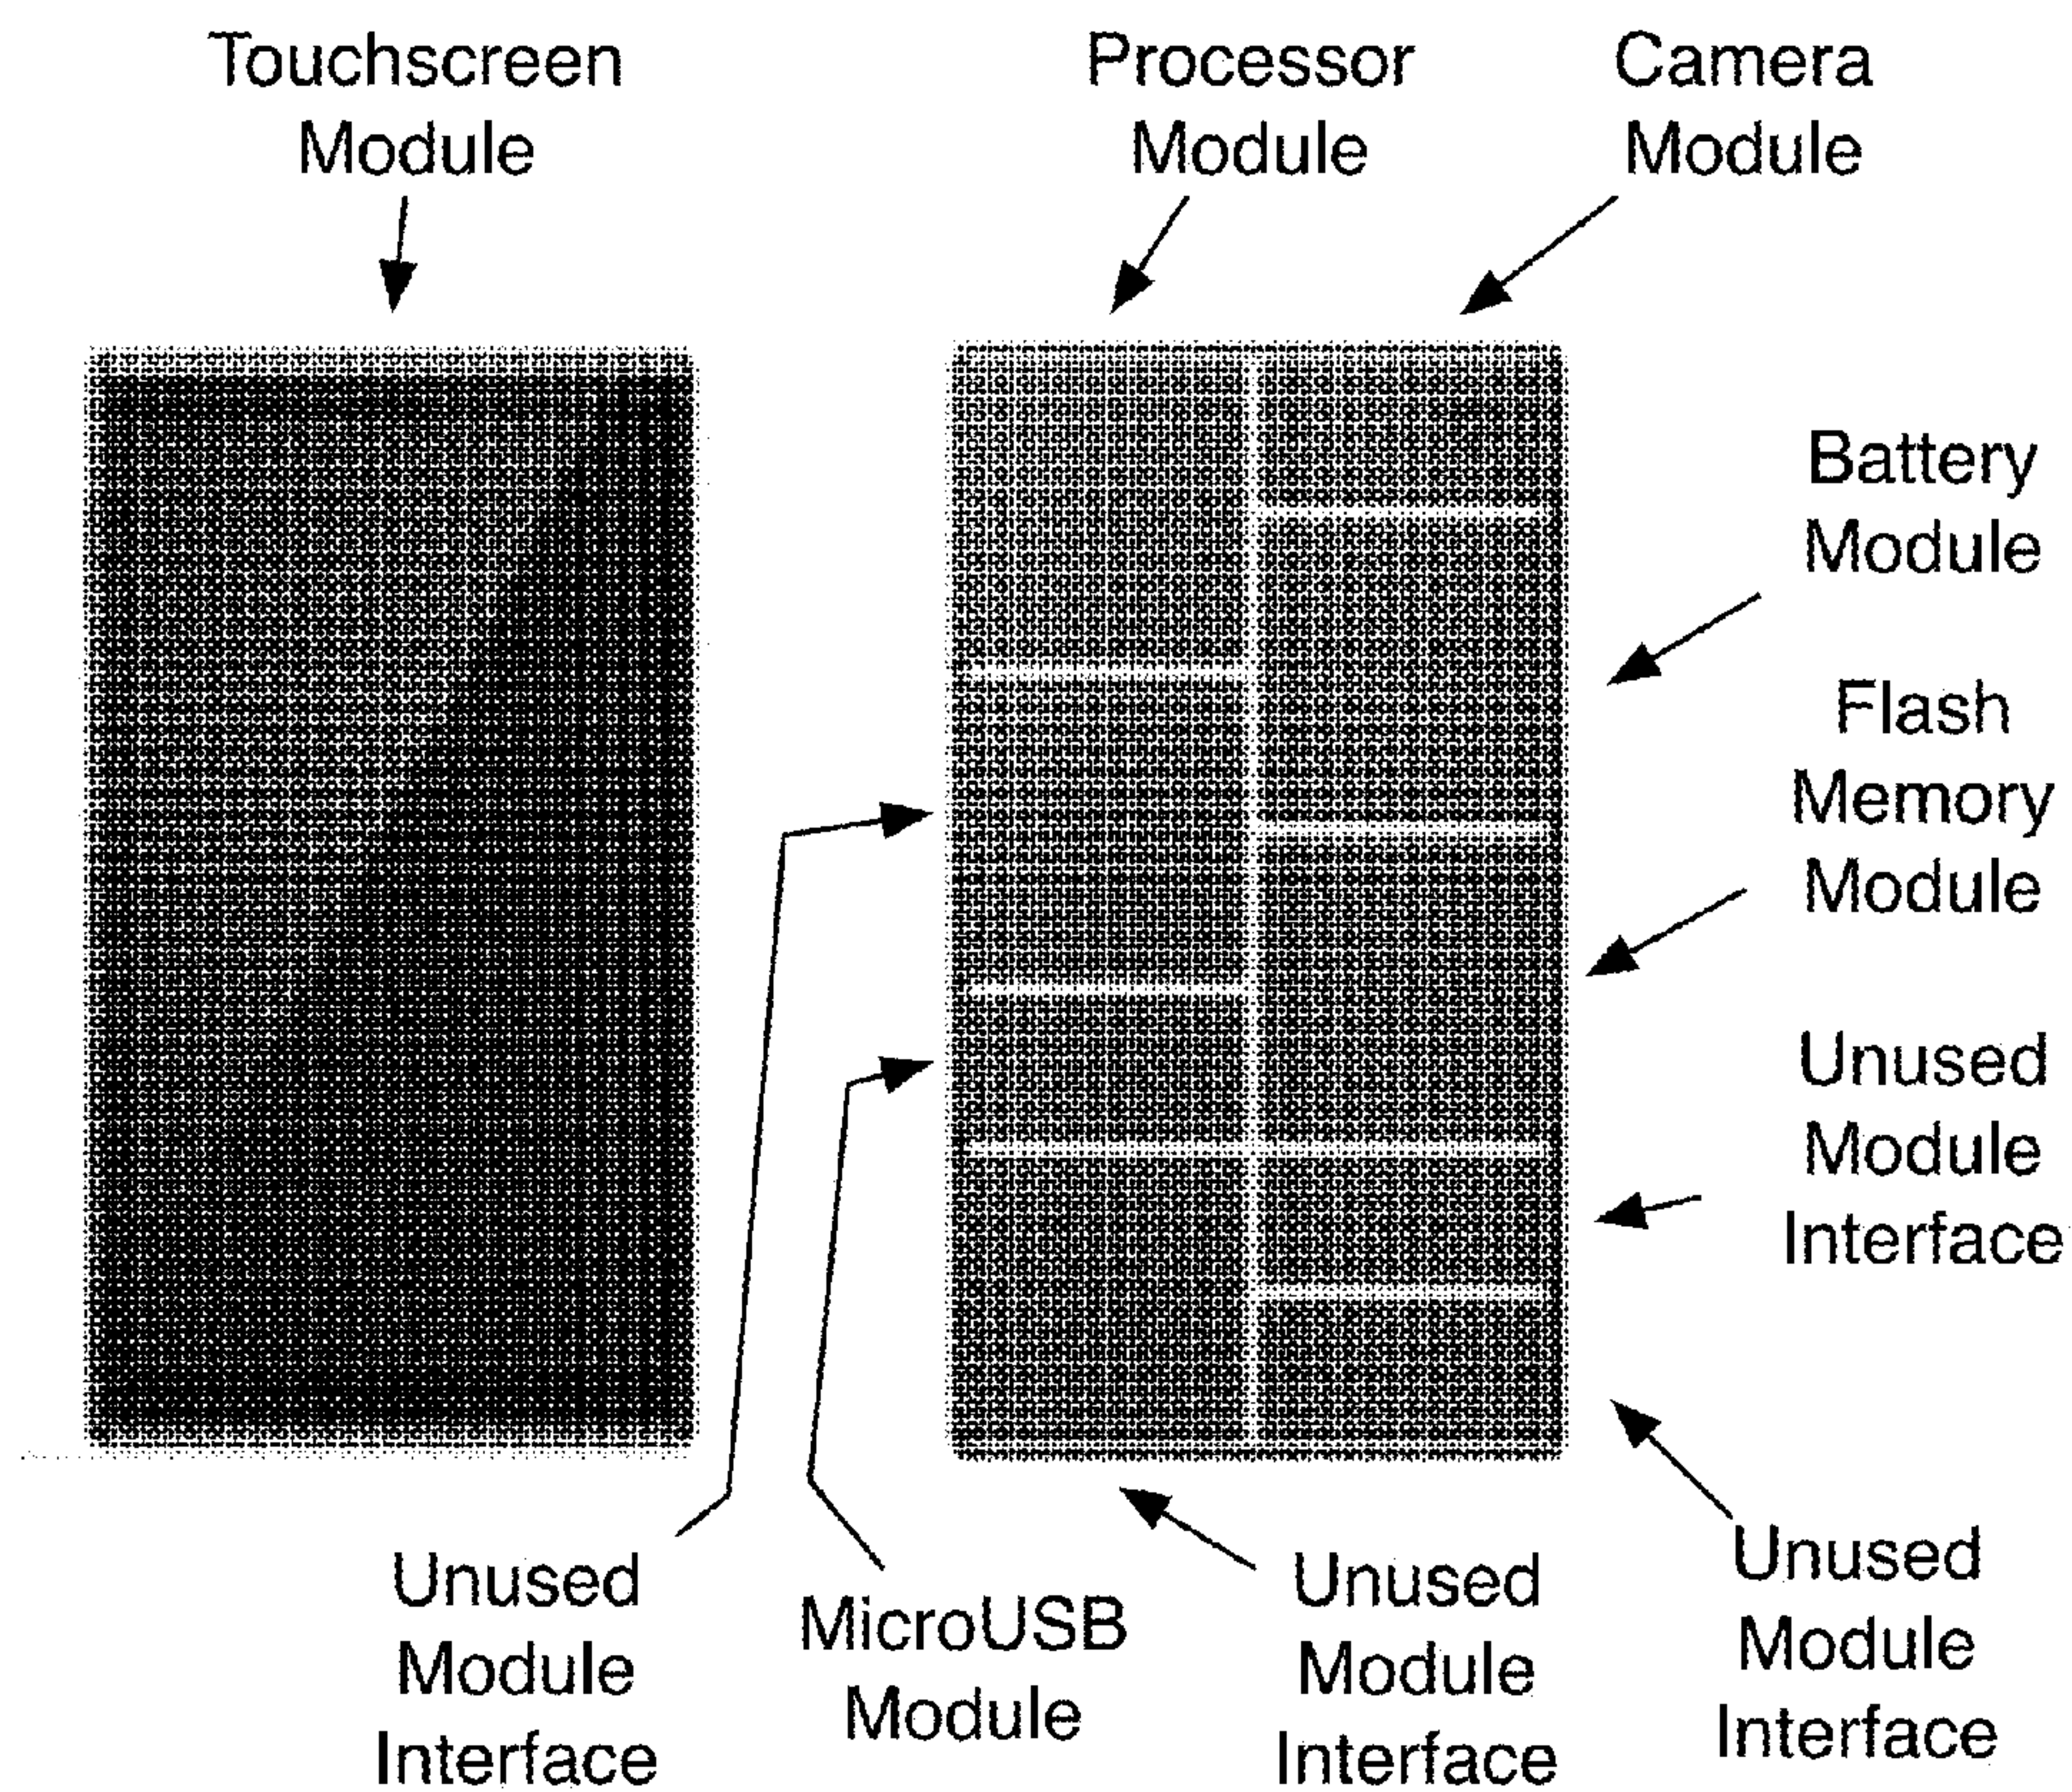 Touchscreen
Module
Processor
Module
Camera
Module
Battery
Module
Flash
Memory
Module
Unused
Module
Interface
Unused
Module
Interface
MicroUSB
Module
Unused
Module
Interface
Unused
Module
Interface